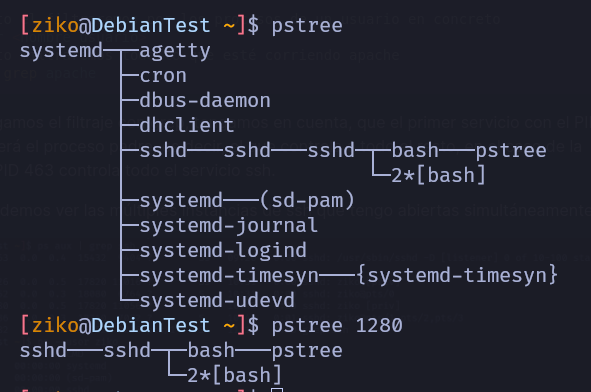 [ziko@DebianTest ~]$ pstree
systemd─┬─agetty
        ├─cron
        ├─dbus-daemon
        ├─dhclient
        ├─sshd───sshd───sshd─┬─bash───pstree
        │                    └─2*[bash]
        ├─systemd───(sd-pam)
        ├─systemd-journal
        ├─systemd-logind
        ├─systemd-timesyn───{systemd-timesyn}
        └─systemd-udevd
[ziko@DebianTest ~]$ pstree 1280
sshd───sshd─┬─bash───pstree
            └─2*[bash]
[ziko@DebianTest ~]$